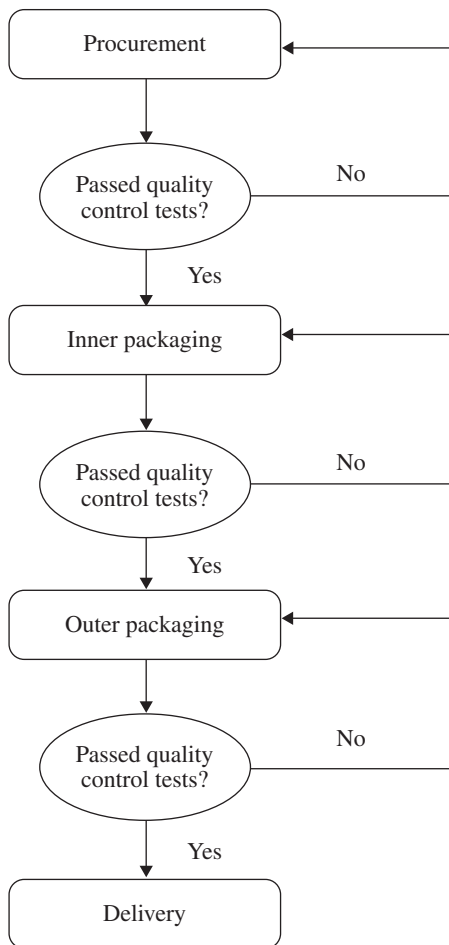 Procurement
Passed quality
control tests?
No
Yes
Inner packaging
Passed quality
control tests?
No
Yes
Outer packaging
Passed quality
control tests?
No
Yes
Delivery